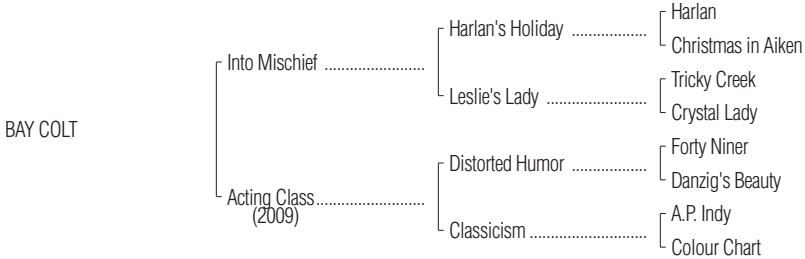 Harlan
Harlan's Holiday ..................
Christmas in Aiken
Into Mischief ........................
Tricky Creek
Leslie's Lady ........................
Crystal Lady
BAY COLT
Forty Niner
Distorted Humor ..................
Danzig's Beauty
Acting Class..........................
(2009)
A.P. Indy
Classicism ............................
Colour Chart